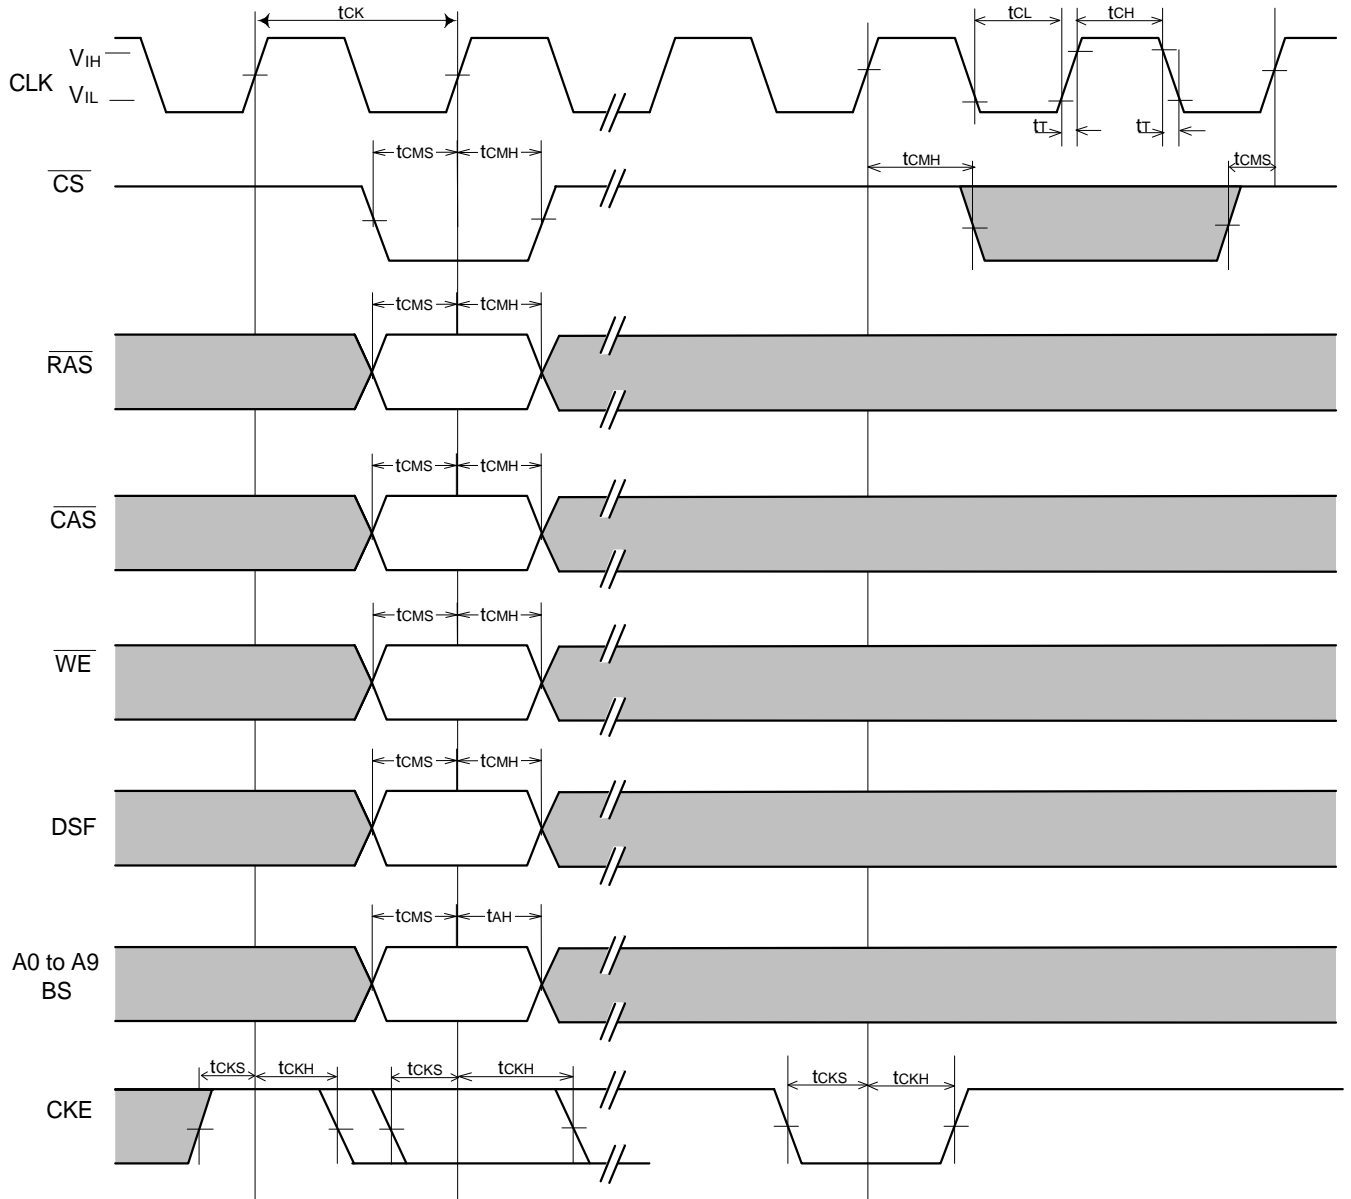 tCK
tCL
tCH
VIH
CLK
VIL
tT
tT
tCMS
tCMH
tCMH
tCMS
CS
tCMS
tCMH
RAS
tCMS
tCMH
CAS
tCMS
tCMH
WE
tCMS
tCMH
DSF
tCMS
tAH
A0 to A9
BS
tCKS
tCKH
tCKS
tCKH
tCKS
tCKH
CKE